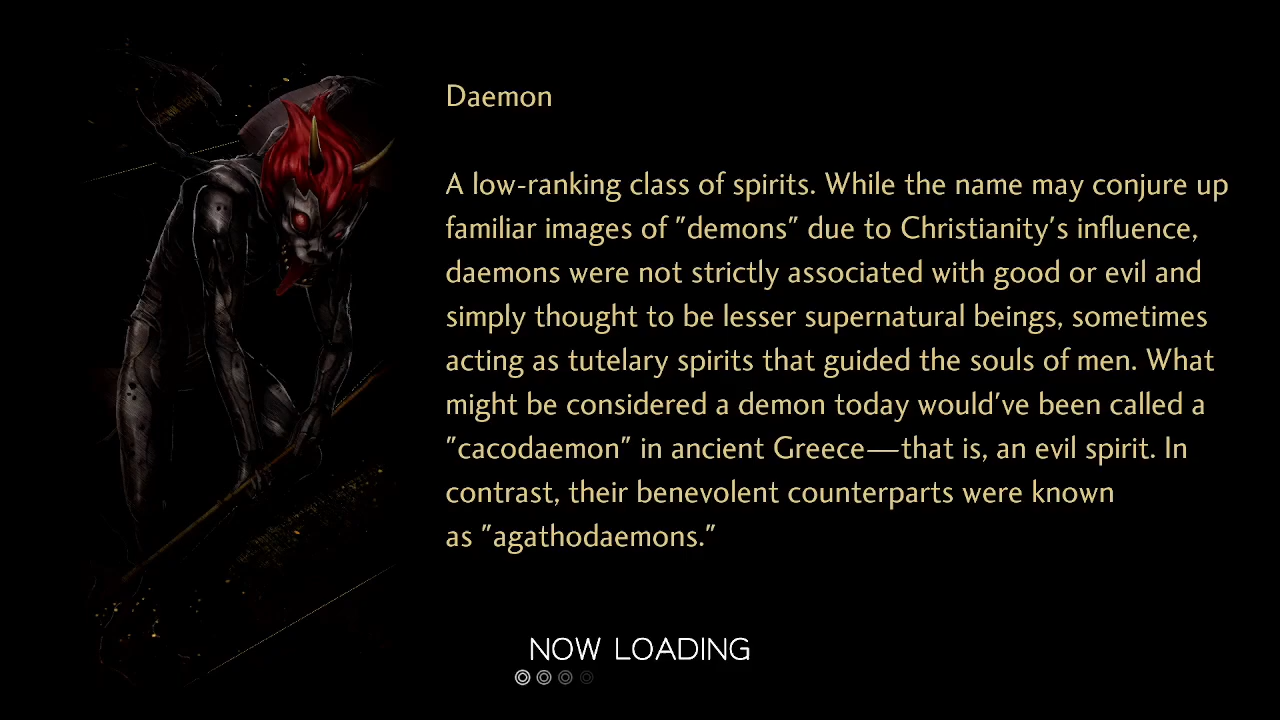 Daemon
A low-ranking class of spirits. While the name may conjure up
familiar images of "demons" due to Christianity's influence,
daemons were not strictly associated with good or evil and
simply thought to be lesser supernatural beings, sometimes
acting as tutelary spirits that guided the souls of men. What
might be considered a demon today would've been called a
"cacodaemon" in ancient Greece—that is, an evil spirit. In
contrast, their benevolent counterparts were known
as "agathodaemons."
NOW LOADING